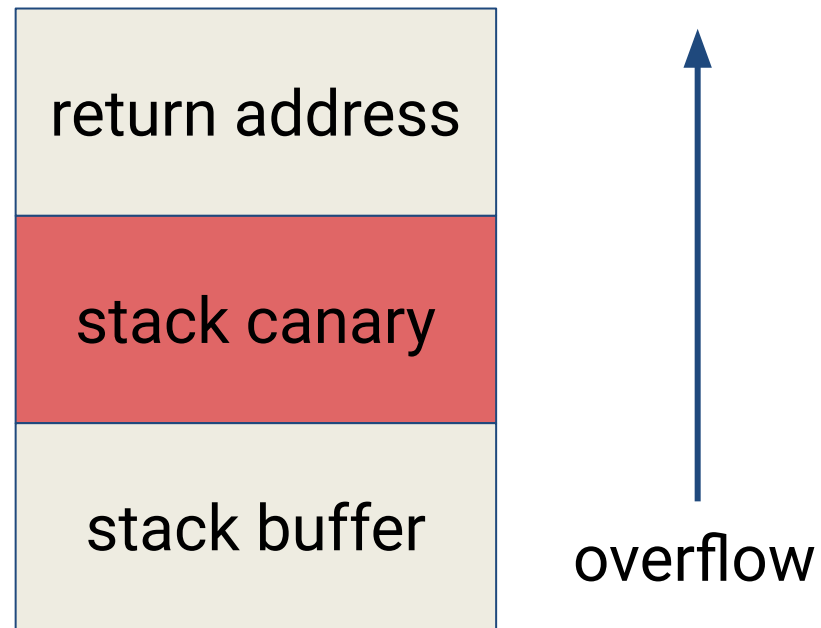 return address
stack canary
stack buffer
overflow